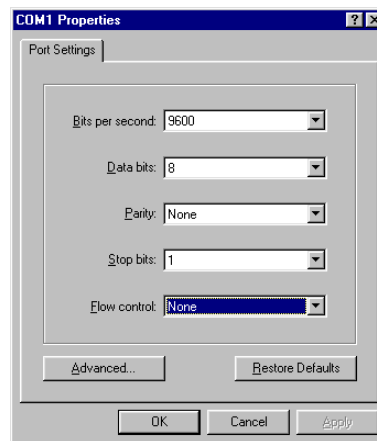 COM1 Properties
Port Settings
Bits per second: 9600
Data bits: 8
Parity: None
Stop bits: 1
Flow control: None
Advanced...
Restore Defaults
OK
Cancel
Apply